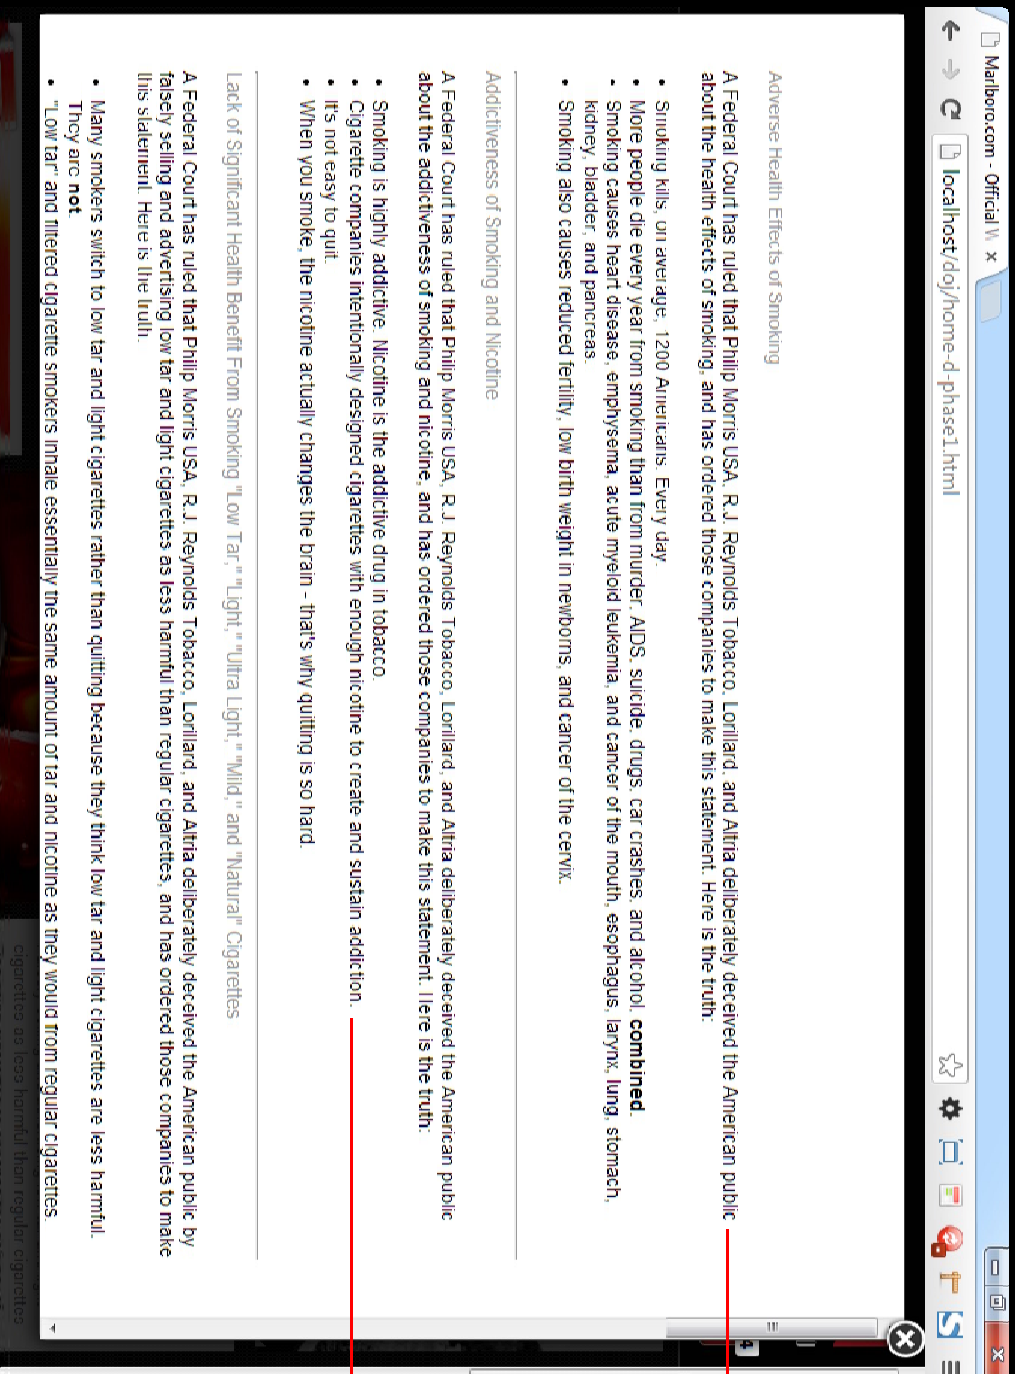 Marlboro.com - Official W
localhost/doj/home-d-phase1.html
Adverse Health Effects of Smoking
A Federal Court has ruled that Philip Morris USA, R.J. Reynolds Tobacco, Lorillard, and Altria deliberately deceived the American public
about the health effects of smoking, and has ordered those companies to make this statement. Here is the truth:
• Smoking kills, on average, 1200 Americans. Every day.
• More people die every year from smoking than from murder, AIDS, suicide, drugs, car crashes, and alcohol, combined.
• Smoking causes heart disease, emphysema, acute myeloid leukemia, and cancer of the mouth, esophagus, larynx, lung, stomach,
kidney, bladder, and pancreas.
• Smoking also causes reduced fertility, low birth weight in newborns, and cancer of the cervix.
Addictiveness of Smoking and Nicotine
A Federal Court has ruled that Philip Morris USA, R.J. Reynolds Tobacco, Lorillard, and Altria deliberately deceived the American public
about the addictiveness of smoking and nicotine, and has ordered those companies to make this statement. Here is the truth:
• Smoking is highly addictive. Nicotine is the addictive drug in tobacco.
• Cigarette companies intentionally designed cigarettes with enough nicotine to create and sustain addiction.
• It's not easy to quit.
• When you smoke, the nicotine actually changes the brain - that's why quitting is so hard.
Lack of Significant Health Benefit From Smoking "Low Tar," "Light," "Ultra Light," "Mild," and "Natural" Cigarettes
A Federal Court has ruled that Philip Morris USA, R.J. Reynolds Tobacco, Lorillard, and Altria deliberately deceived the American public by
falsely selling and advertising low tar and light cigarettes as less harmful than regular cigarettes, and has ordered those companies to make
this statement. Here is the truth:
• Many smokers switch to low tar and light cigarettes rather than quitting because they think low tar and light cigarettes are less harmful.
They are not.
• "Low tar" and filtered cigarette smokers inhale essentially the same amount of tar and nicotine as they would from regular cigarettes.
cigarettes as less harmful than regular cigarettes